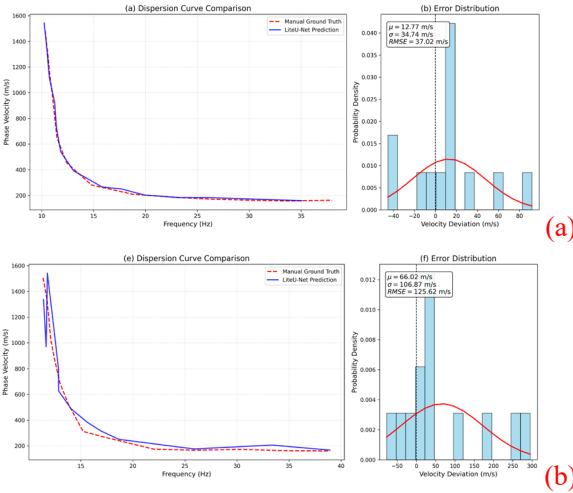 (a) Dispersion Curve Comparison
Manual Ground Truth
LiteU-Net Prediction
Phase Velocity (m/s)
1600
1400
1200
1000
800
600
400
200
10 15 20 25 30 35
Frequency (Hz)
(b) Error Distribution
μ = 12.77 m/s
σ = 34.74 m/s
RMSE = 37.02 m/s
Probability Density
0.040
0.035
0.030
0.025
0.020
0.015
0.010
0.005
0.000
−40 −20 0 20 40 60 80
Velocity Deviation (m/s)
(a)
(e) Dispersion Curve Comparison
Manual Ground Truth
LiteU-Net Prediction
Phase Velocity (m/s)
1600
1400
1200
1000
800
600
400
200
15 20 25 30 35 40
Frequency (Hz)
(f) Error Distribution
μ = 66.02 m/s
σ = 106.87 m/s
RMSE = 125.62 m/s
Probability Density
0.012
0.010
0.008
0.006
0.004
0.002
0.000
−50 0 50 100 150 200 250 300
Velocity Deviation (m/s)
(b)